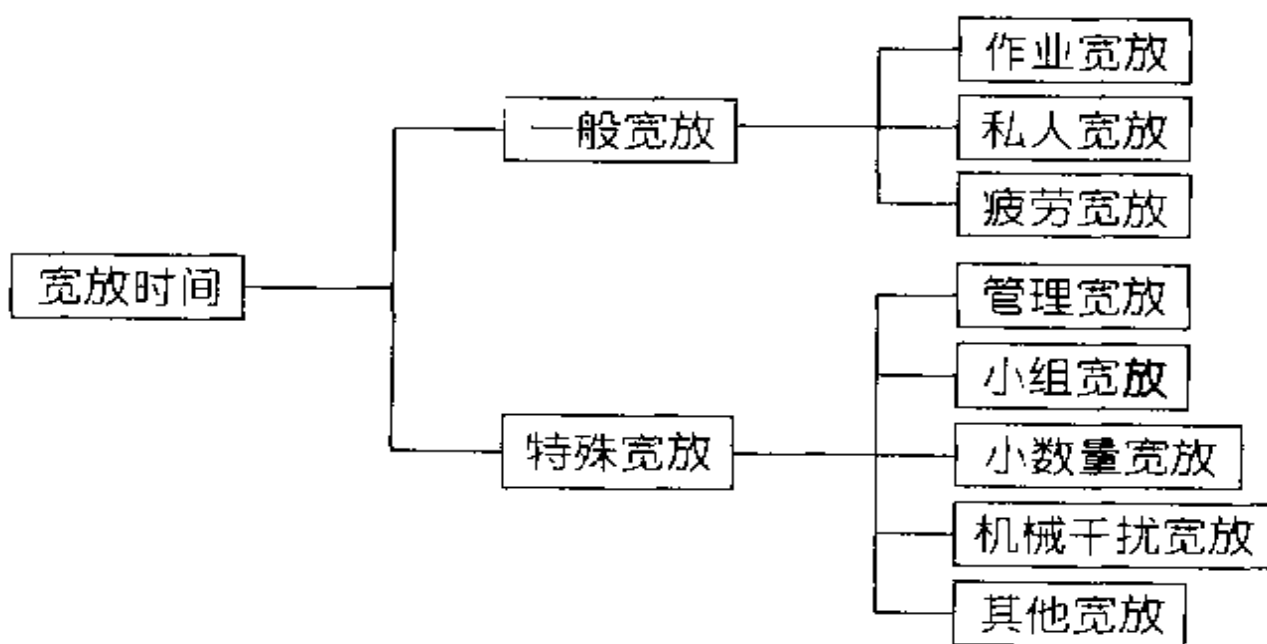 宽放时间
一般宽放
作业宽放
私人宽放
疲劳宽放
特殊宽放
管理宽放
小组宽放
小数量宽放
机械干扰宽放
其他宽放